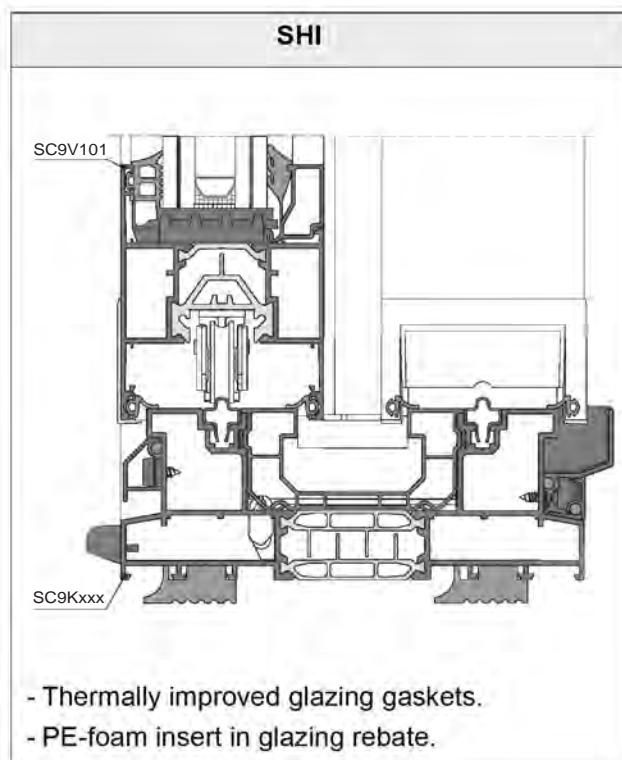 SHI
SC9V101
SC9Kxxx
- Thermally improved glazing gaskets.
- PE-foam insert in glazing rebate.